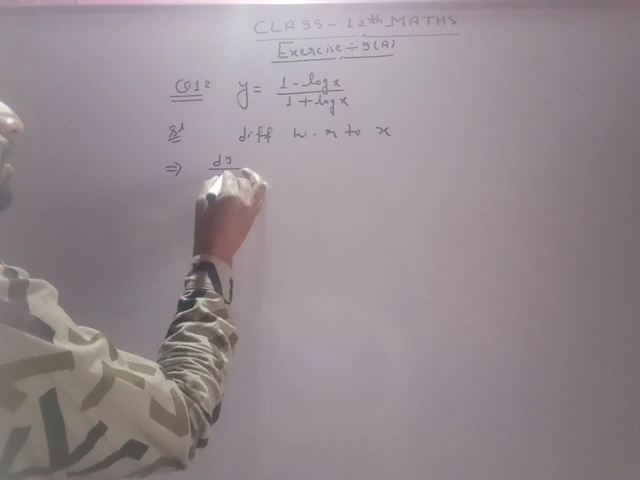 CLASS - 12th MATHS
Exercise ÷ 9(A)
Q12 y = 1 - log x / 1 + log x
Sol diff w.r to x
⇒ dy